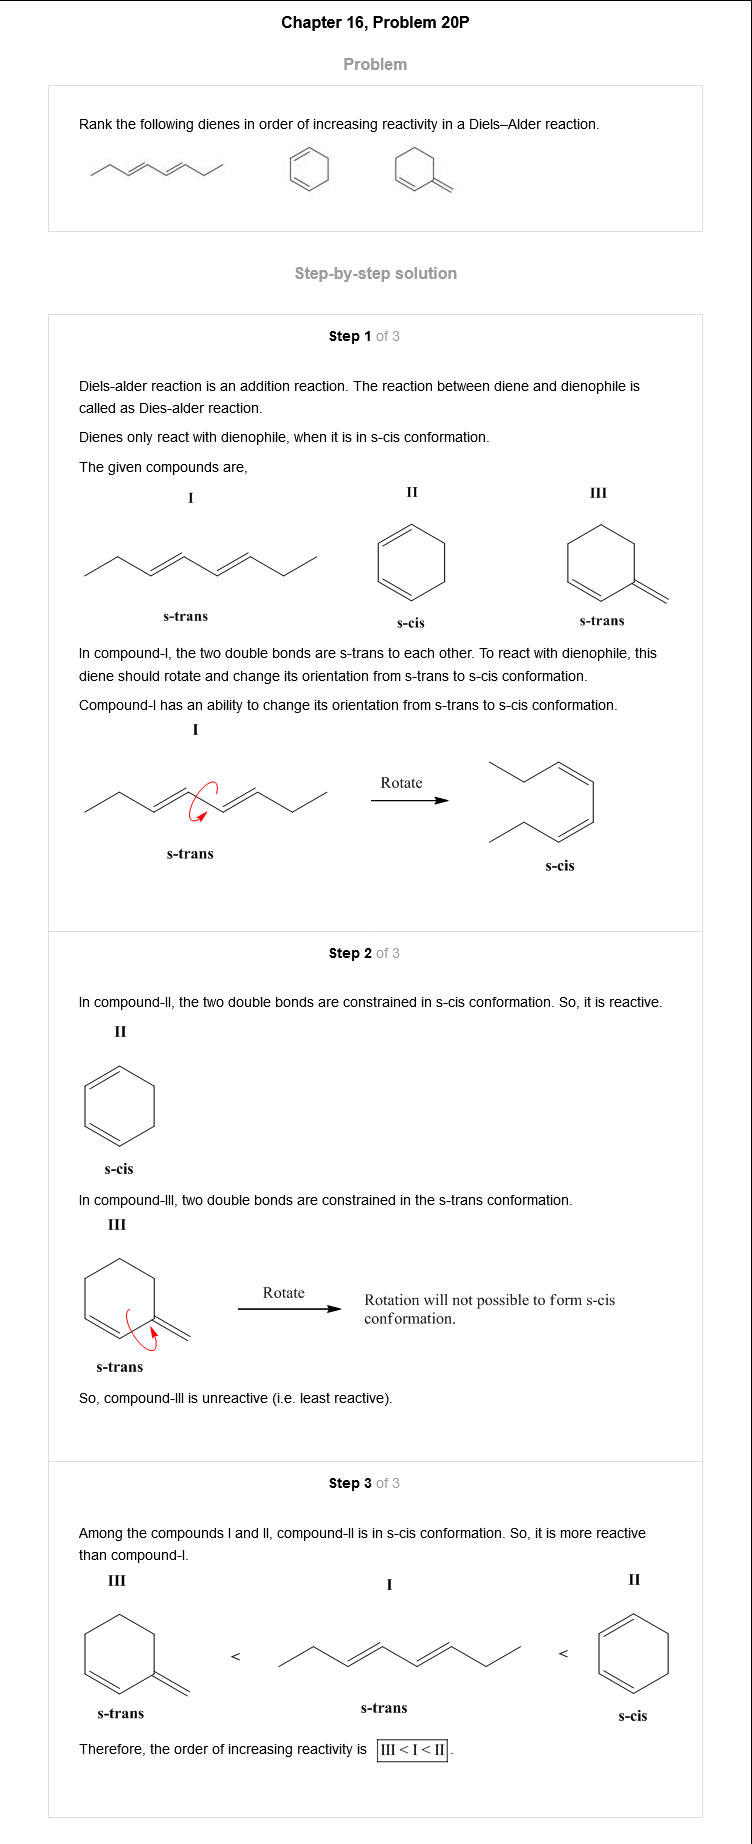 Chapter 16, Problem 20P
Problem
Rank the following dienes in order of increasing reactivity in a Diels–Alder reaction.
Step-by-step solution
Step 1 of 3
Diels-alder reaction is an addition reaction. The reaction between diene and dienophile is
called as Dies-alder reaction.
Dienes only react with dienophile, when it is in s-cis conformation.
The given compounds are,
I
II
III
s-trans
s-cis
s-trans
In compound-I, the two double bonds are s-trans to each other. To react with dienophile, this
diene should rotate and change its orientation from s-trans to s-cis conformation.
Compound-I has an ability to change its orientation from s-trans to s-cis conformation.
I
Rotate
s-trans
s-cis
Step 2 of 3
In compound-II, the two double bonds are constrained in s-cis conformation. So, it is reactive.
II
s-cis
In compound-III, two double bonds are constrained in the s-trans conformation.
III
Rotate
Rotation will not possible to form s-cis
conformation.
s-trans
So, compound-III is unreactive (i.e. least reactive).
Step 3 of 3
Among the compounds I and II, compound-II is in s-cis conformation. So, it is more reactive
than compound-I.
III
I
II
<
<
s-trans
s-trans
s-cis
Therefore, the order of increasing reactivity is III < I < II.